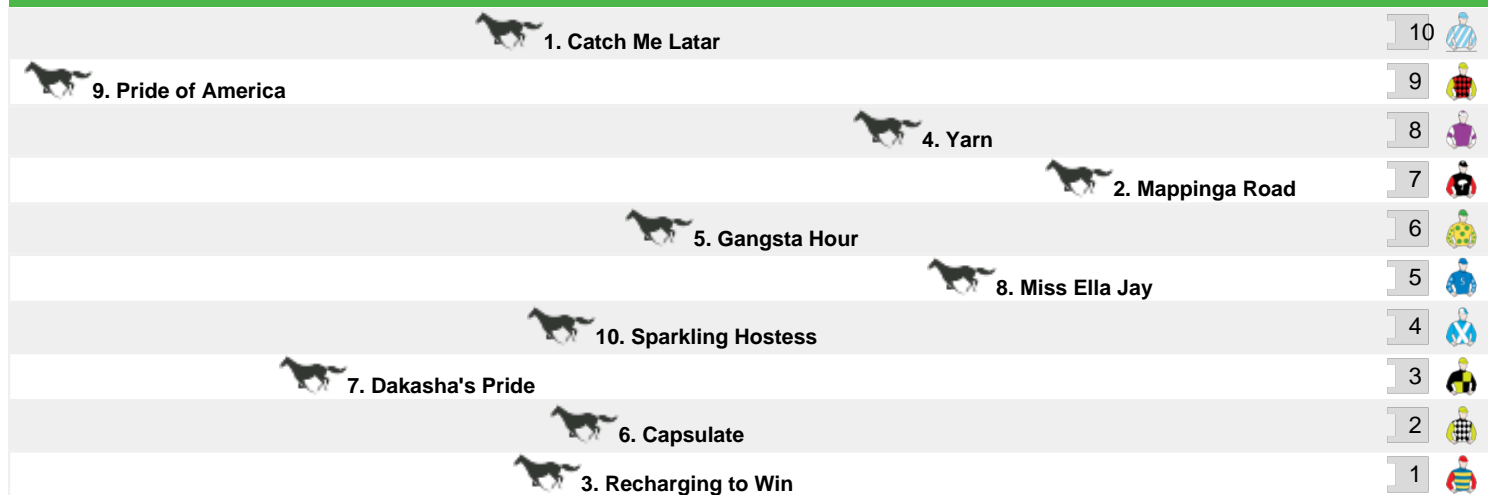 1. Catch Me Latar 10
9. Pride of America 9
4. Yarn 8
2. Mappinga Road 7
5. Gangsta Hour 6
8. Miss Ella Jay 5
10. Sparkling Hostess 4
7. Dakasha's Pride 3
6. Capsulate 2
3. Recharging to Win 1